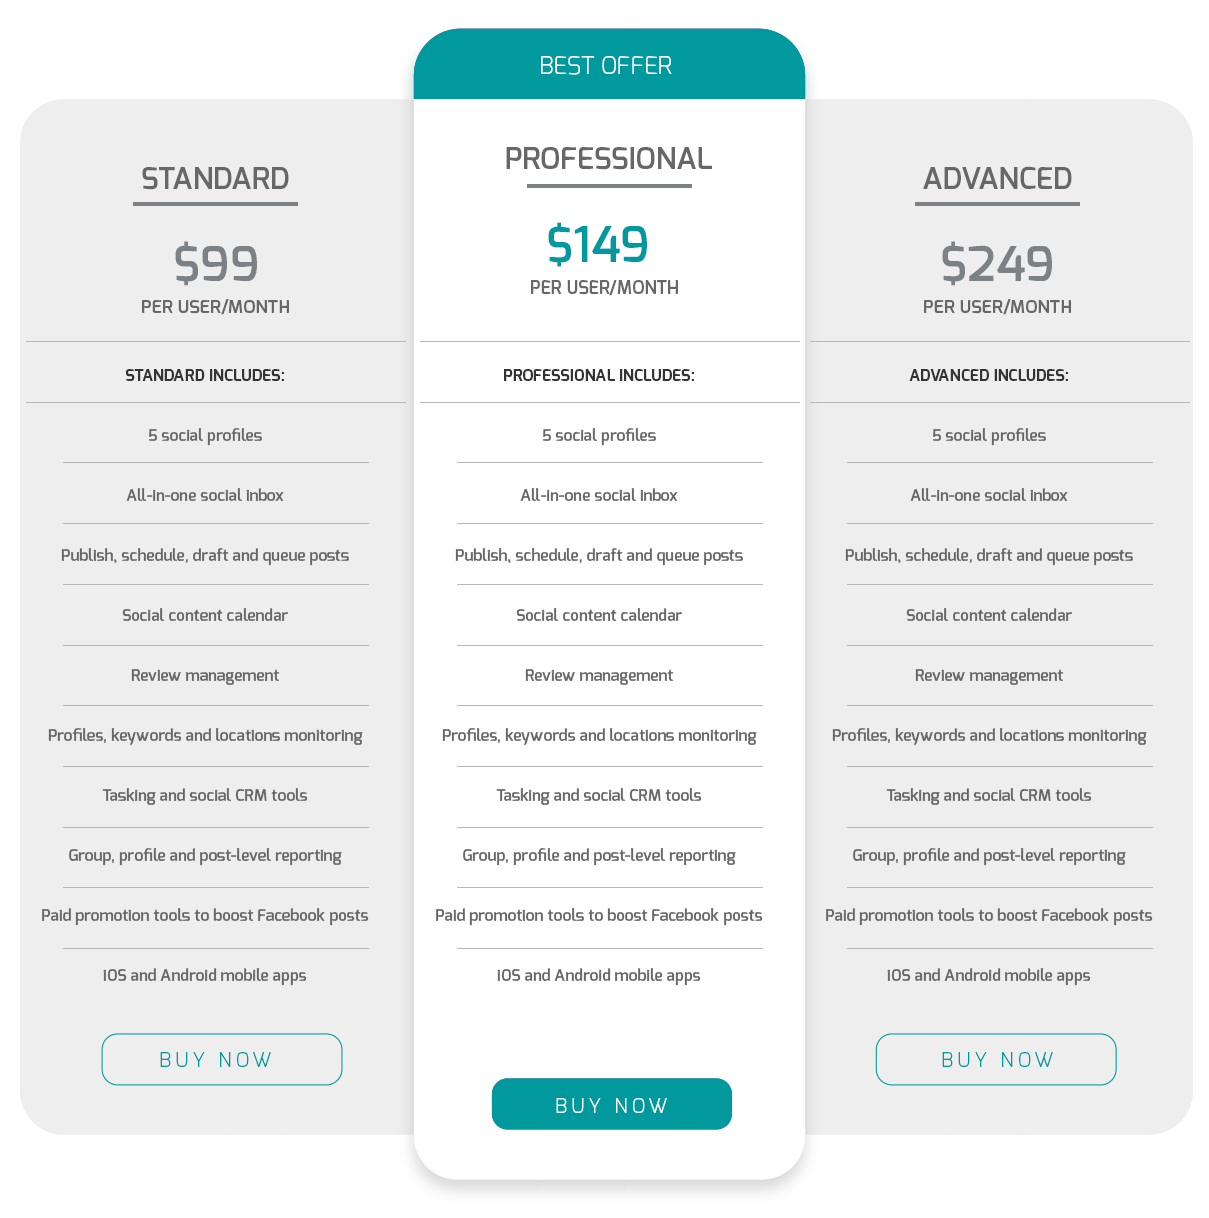 BEST OFFER
STANDARD
$99
PER USER/MONTH
STANDARD INCLUDES:
5 social profiles
All-in-one social inbox
Publish, schedule, draft and queue posts
Social content calendar
Review management
Profiles, keywords and locations monitoring
Tasking and social CRM tools
Group, profile and post-level reporting
Paid promotion tools to boost Facebook posts
iOS and Android mobile apps
BUY NOW
PROFESSIONAL
$149
PER USER/MONTH
PROFESSIONAL INCLUDES:
5 social profiles
All-in-one social inbox
Publish, schedule, draft and queue posts
Social content calendar
Review management
Profiles, keywords and locations monitoring
Tasking and social CRM tools
Group, profile and post-level reporting
Paid promotion tools to boost Facebook posts
iOS and Android mobile apps
BUY NOW
ADVANCED
$249
PER USER/MONTH
ADVANCED INCLUDES:
5 social profiles
All-in-one social inbox
Publish, schedule, draft and queue posts
Social content calendar
Review management
Profiles, keywords and locations monitoring
Tasking and social CRM tools
Group, profile and post-level reporting
Paid promotion tools to boost Facebook posts
iOS and Android mobile apps
BUY NOW